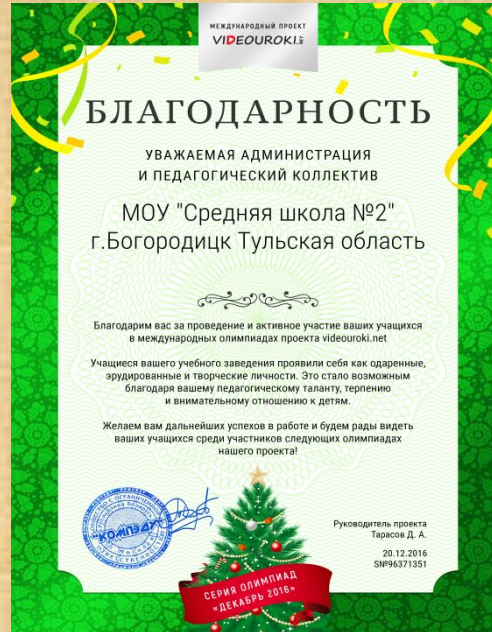 МЕЖДУНАРОДНЫЙ ПРОЕКТ
VIDEOUROKI.net
БЛАГОДАРНОСТЬ
УВАЖАЕМАЯ АДМИНИСТРАЦИЯ
И ПЕДАГОГИЧЕСКИЙ КОЛЛЕКТИВ
МОУ "Средняя школа №2"
г.Богородицк Тульская область
Благодарим вас за проведение и активное участие ваших учащихся
в международных олимпиадах проекта videouroki.net
Учащиеся вашего учебного заведения проявили себя как одаренные,
эрудированные и творческие личности. Это стало возможным
благодаря вашему педагогическому таланту, терпению
и внимательному отношению к детям.
Желаем вам дальнейших успехов в работе и будем рады видеть
ваших учащихся среди участников следующих олимпиадах
нашего проекта!
"КОМПЭДУ"
Руководитель проекта
Тарасов Д. А.
20.12.2016
SN№96371351
СЕРИЯ ОЛИМПИАД
«ДЕКАБРЬ 2016»